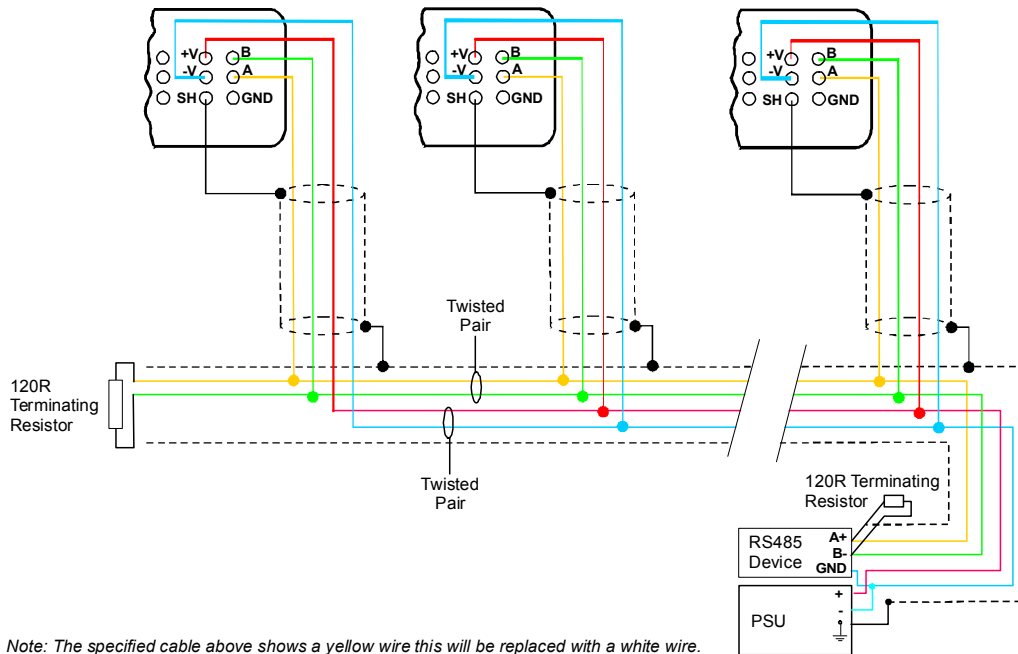 +V B
-V A
SH GND
+V B
-V A
SH GND
+V B
-V A
SH GND
Twisted
Pair
120R
Terminating
Resistor
Twisted
Pair
120R Terminating
Resistor
RS485
Device
A+
B-
GND
PSU
+
-
Note: The specified cable above shows a yellow wire this will be replaced with a white wire.